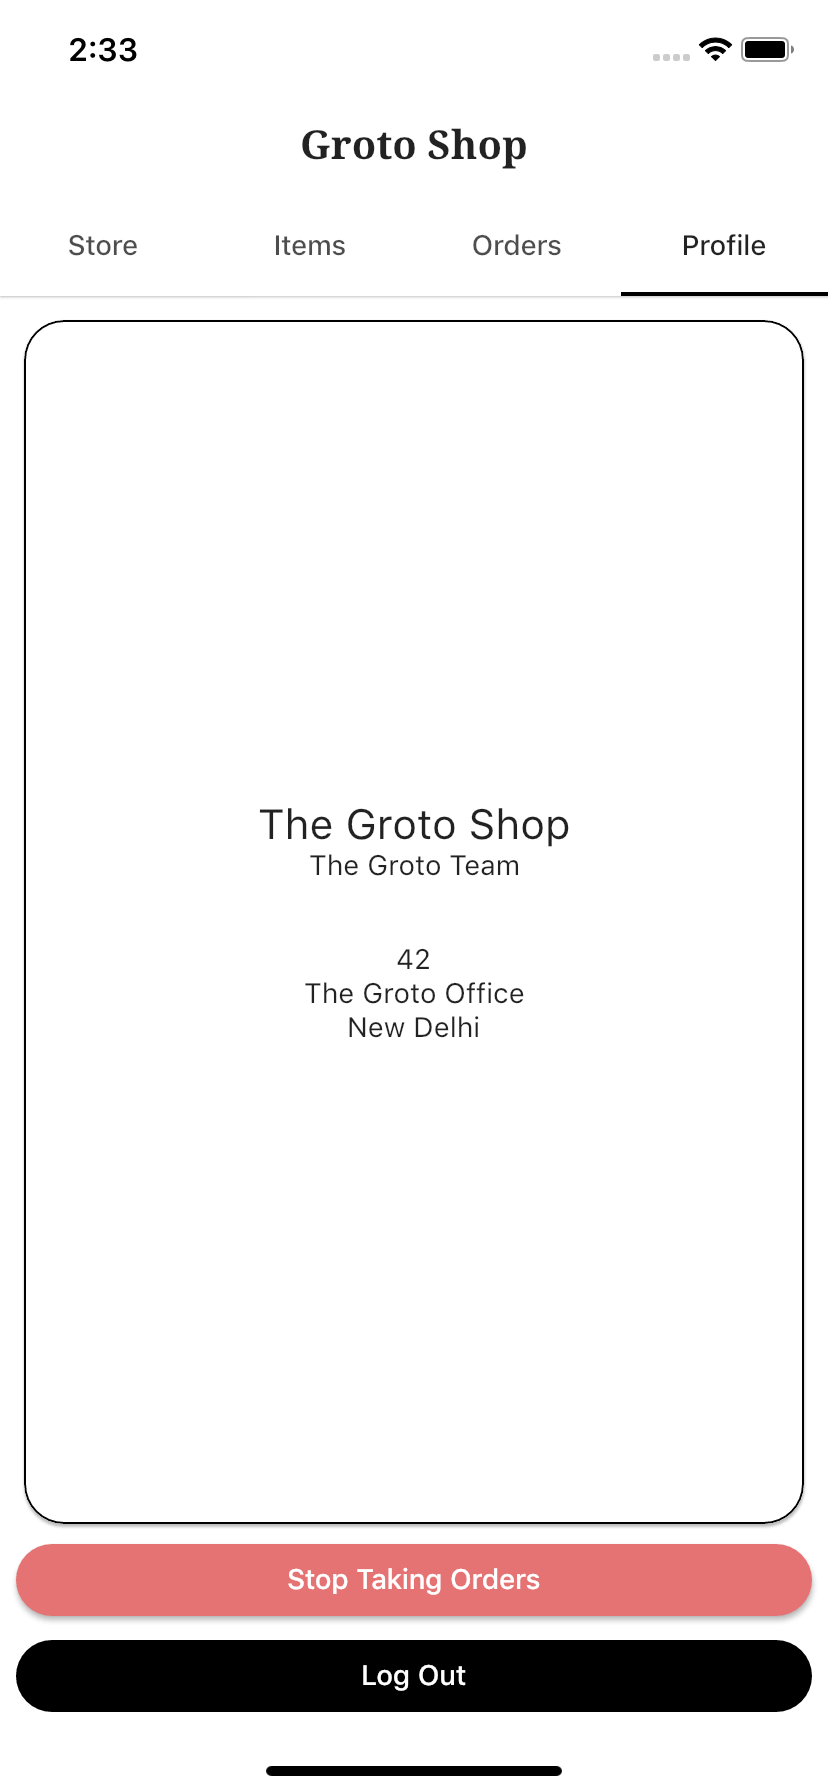 2:33
Groto Shop
Store Items Orders Profile
The Groto Shop
The Groto Team
42
The Groto Office
New Delhi
Stop Taking Orders
Log Out